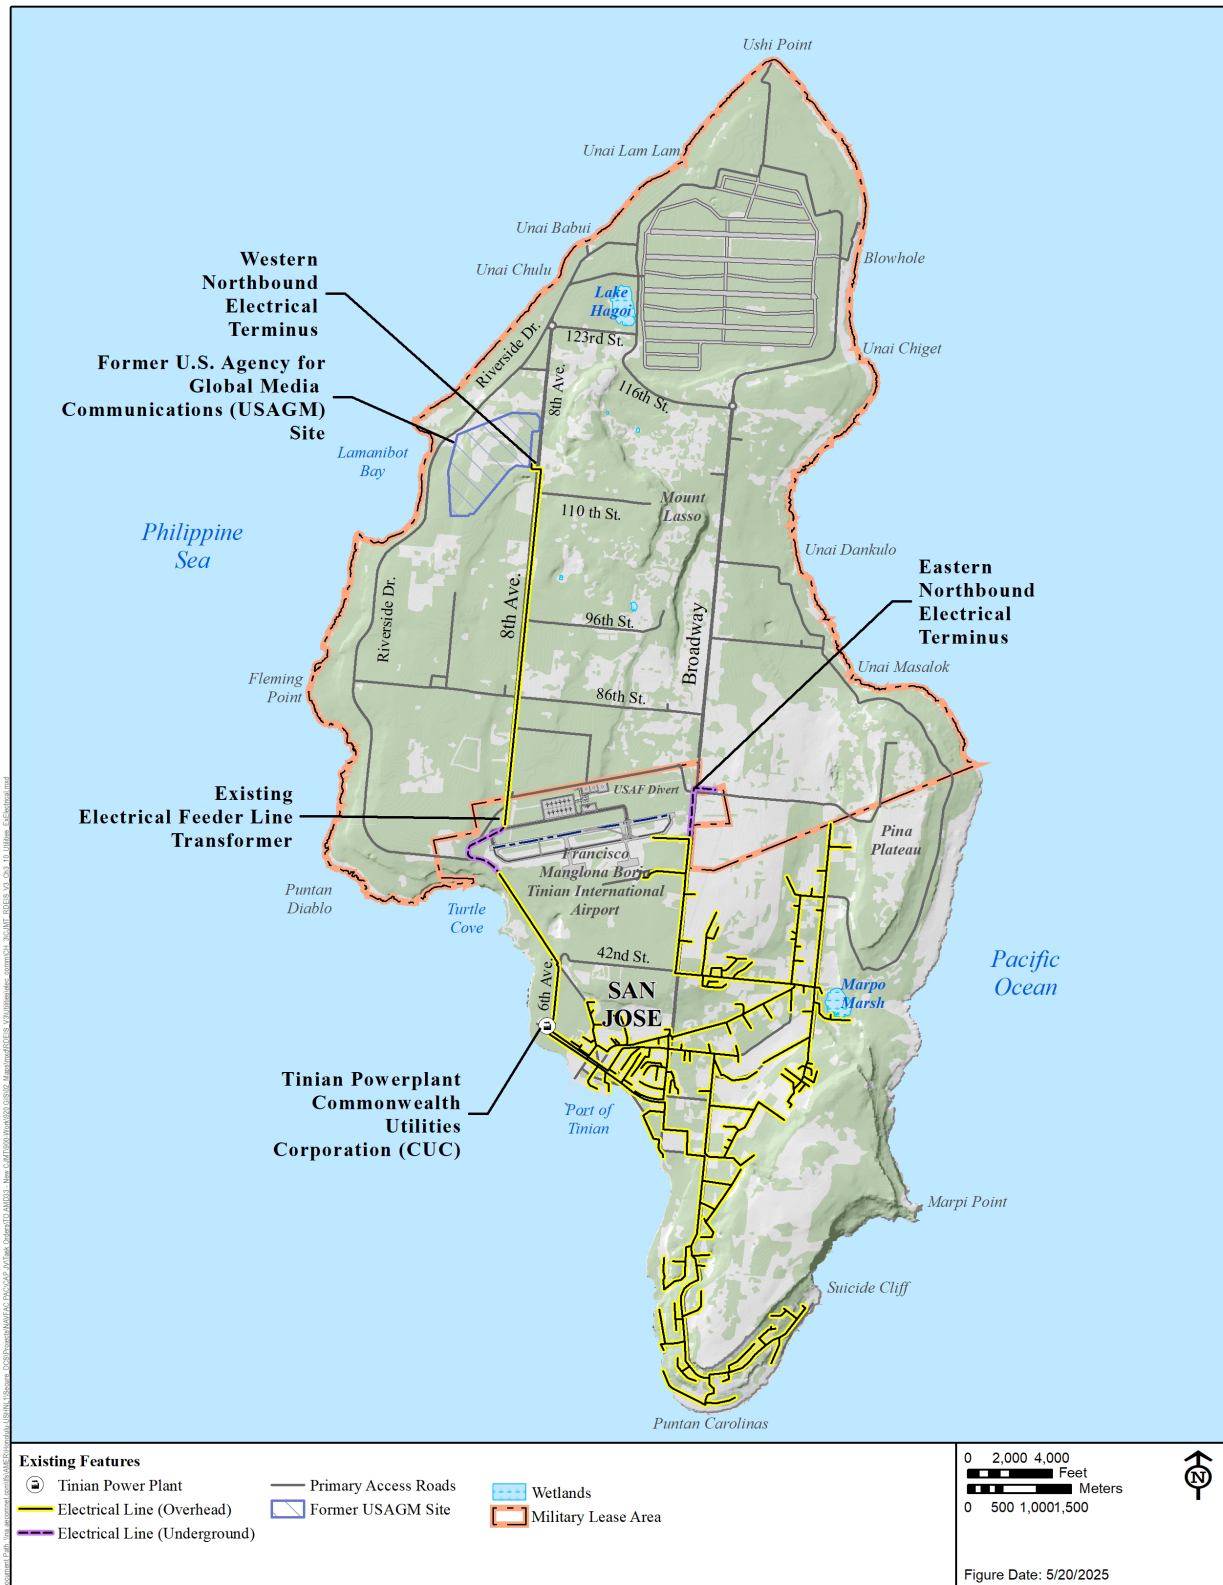 Ushi Point
Unai Lam Lam
Unai Babui
Unai Chulu
Blowhole
Western
Northbound
Electrical
Terminus
Lake
Hagoi
123rd St.
Riverside Dr.
Unai Chiget
Former U.S. Agency for
Global Media
Communications (USAGM)
Site
8th Ave.
116th St.
Lamanibot
Bay
Mount
Lasso
110 th St.
Philippine
Sea
Unai Dankulo
Eastern
Northbound
Electrical
Terminus
Riverside Dr.
8th Ave.
96th St.
Broadway
Unai Masalok
Fleming
Point
86th St.
USAF Divert
Existing
Electrical Feeder Line
Transformer
Pina
Plateau
Francisco
Manglona Borja
Tinian International
Airport
Puntan
Diablo
Turtle
Cove
42nd St.
Pacific
Ocean
6th Ave.
SAN
JOSE
Marpo
Marsh
Tinian Powerplant
Commonwealth
Utilities
Corporation (CUC)
Port of
Tinian
Marpi Point
Suicide Cliff
Puntan Carolinas
Existing Features
Tinian Power Plant
Electrical Line (Overhead)
Electrical Line (Underground)
Primary Access Roads
Former USAGM Site
Wetlands
Military Lease Area
0 2,000 4,000
Feet
Meters
0 500 1,000 1,500
N
Figure Date: 5/20/2025